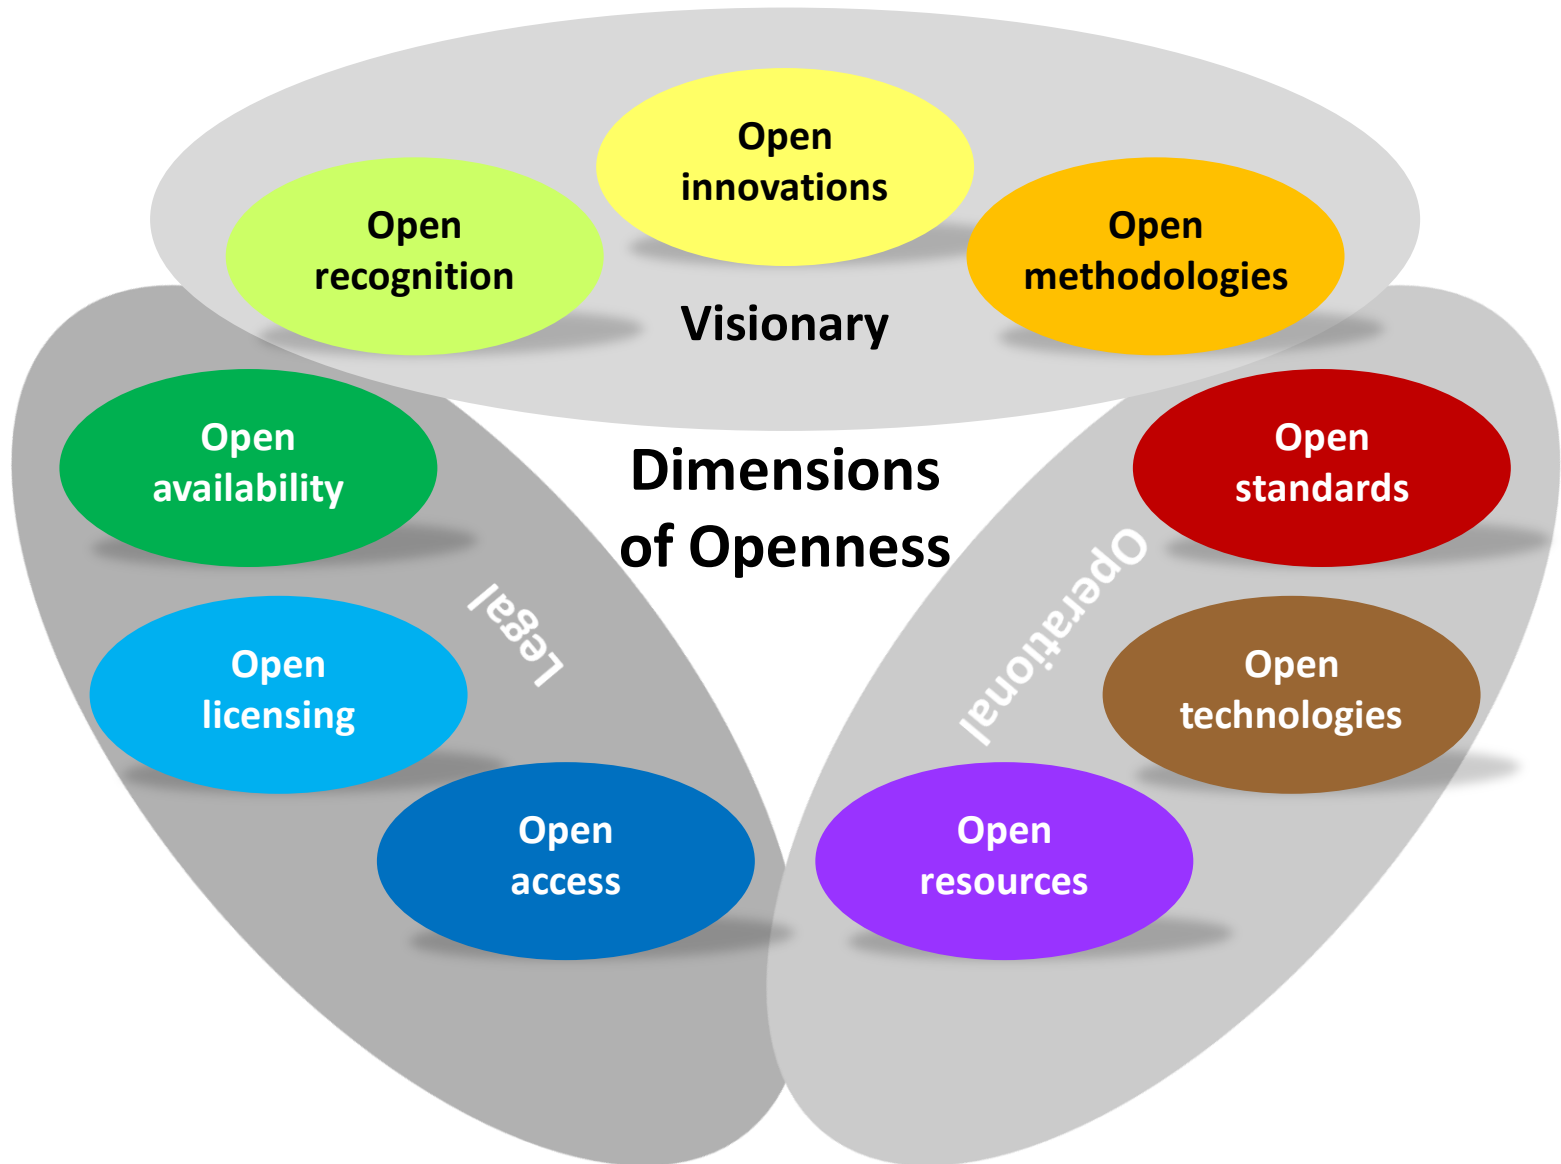 Open
innovations
Open
recognition
Open
methodologies
Visionary
Open
availability
Dimensions
of Openness
Open
standards
Legal
Operational
Open
licensing
Open
technologies
Open
access
Open
resources